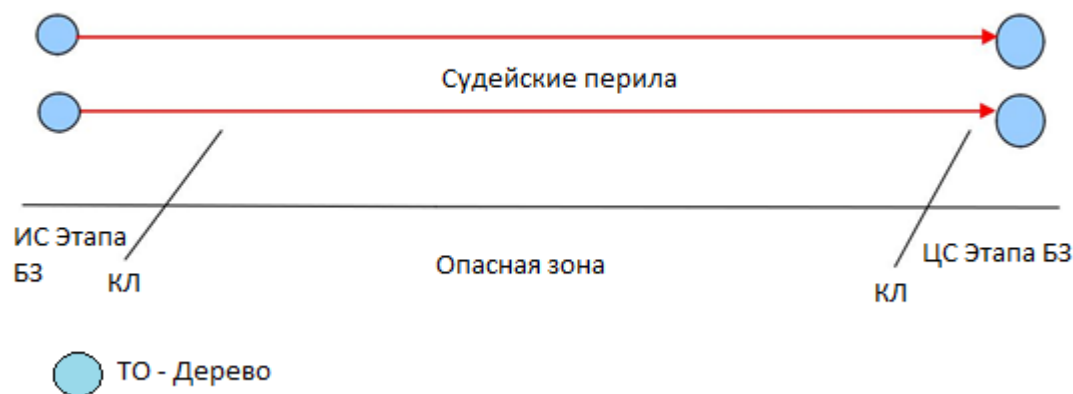 Судейские перила
ИС Этапа
БЗ
КЛ
Опасная зона
ЦС Этапа БЗ
КЛ
ТО - Дерево